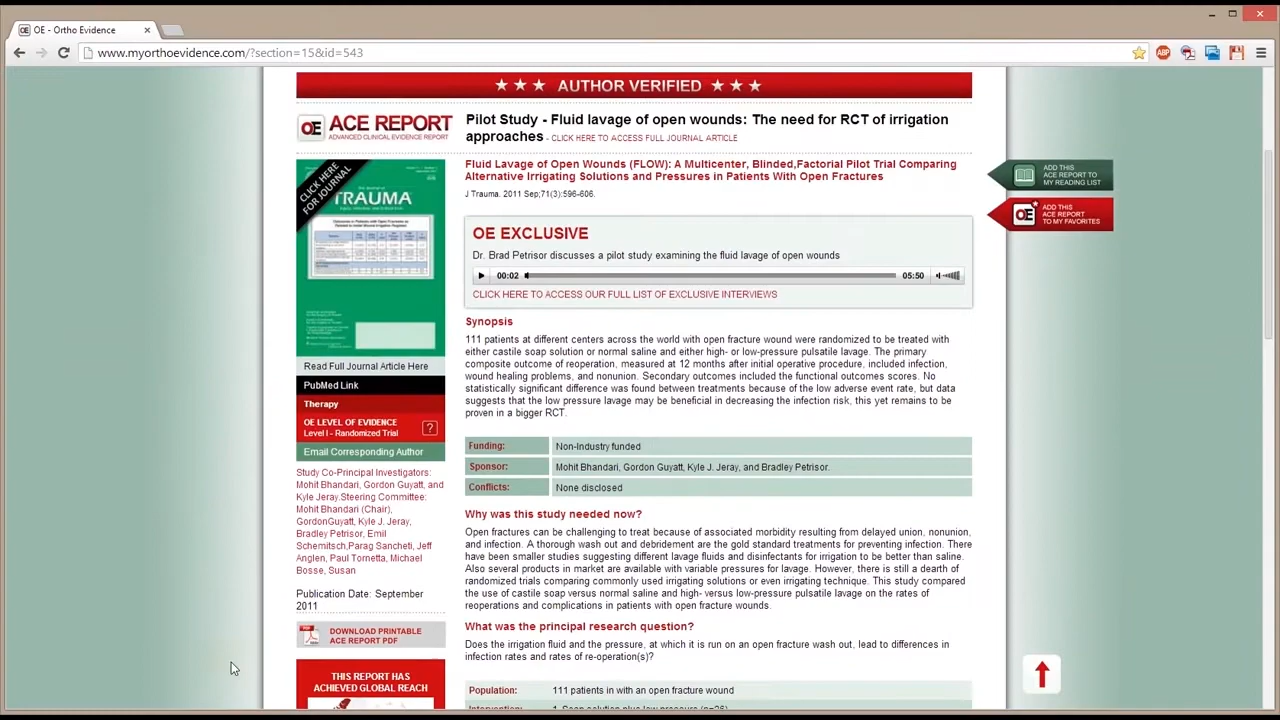 OE - Ortho Evidence
www.myorthoevidence.com/?section=15&id=543
ABP
AUTHOR VERIFIED
OE ACE REPORT
ADVANCED CLINICAL EVIDENCE REPORT
Pilot Study - Fluid lavage of open wounds: The need for RCT of irrigation
approaches - CLICK HERE TO ACCESS FULL JOURNAL ARTICLE
CLICK HERE
FOR JOURNAL
TRAUMA
Read Full Journal Article Here
PubMed Link
Therapy
OE LEVEL OF EVIDENCE
Level I - Randomized Trial
?
Email Corresponding Author
Study Co-Principal Investigators:
Mohit Bhandari, Gordon Guyatt, and
Kyle Jeray.Steering Committee:
Mohit Bhandari (Chair),
GordonGuyatt, Kyle J. Jeray,
Bradley Petrisor, Emil
Schemitsch,Parag Sancheti, Jeff
Anglen, Paul Tornetta, Michael
Bosse, Susan
Publication Date: September
2011
PDF
DOWNLOAD PRINTABLE
ACE REPORT PDF
THIS REPORT HAS
ACHIEVED GLOBAL REACH
Fluid Lavage of Open Wounds (FLOW): A Multicenter, Blinded,Factorial Pilot Trial Comparing
Alternative Irrigating Solutions and Pressures in Patients With Open Fractures
J Trauma. 2011 Sep;71(3):596-606.
OE EXCLUSIVE
Dr. Brad Petrisor discusses a pilot study examining the fluid lavage of open wounds
00:02
05:50
CLICK HERE TO ACCESS OUR FULL LIST OF EXCLUSIVE INTERVIEWS
Synopsis
111 patients at different centers across the world with open fracture wound were randomized to be treated with
either castile soap solution or normal saline and either high- or low-pressure pulsatile lavage. The primary
composite outcome of reoperation, measured at 12 months after initial operative procedure, included infection,
wound healing problems, and nonunion. Secondary outcomes included the functional outcomes scores. No
statistically significant difference was found between treatments because of the low adverse event rate, but data
suggests that the low pressure lavage may be beneficial in decreasing the infection risk, this yet remains to be
proven in a bigger RCT.
Funding: Non-Industry funded
Sponsor: Mohit Bhandari, Gordon Guyatt, Kyle J. Jeray, and Bradley Petrisor.
Conflicts: None disclosed
Why was this study needed now?
Open fractures can be challenging to treat because of associated morbidity resulting from delayed union, nonunion,
and infection. A thorough wash out and debridement are the gold standard treatments for preventing infection. There
have been smaller studies suggesting different lavage fluids and disinfectants for irrigation to be better than saline.
Also several products in market are available with variable pressures for lavage. However, there is still a dearth of
randomized trials comparing commonly used irrigating solutions or even irrigating technique. This study compared
the use of castile soap versus normal saline and high- versus low-pressure pulsatile lavage on the rates of
reoperations and complications in patients with open fracture wounds.
What was the principal research question?
Does the irrigation fluid and the pressure, at which it is run on an open fracture wash out, lead to differences in
infection rates and rates of re-operation(s)?
Population: 111 patients in with an open fracture wound
Intervention: 1. Soap solution plus low pressure (n=26)
ADD THIS
ACE REPORT TO
MY READING LIST
OE
ADD THIS
ACE REPORT
TO MY FAVORITES